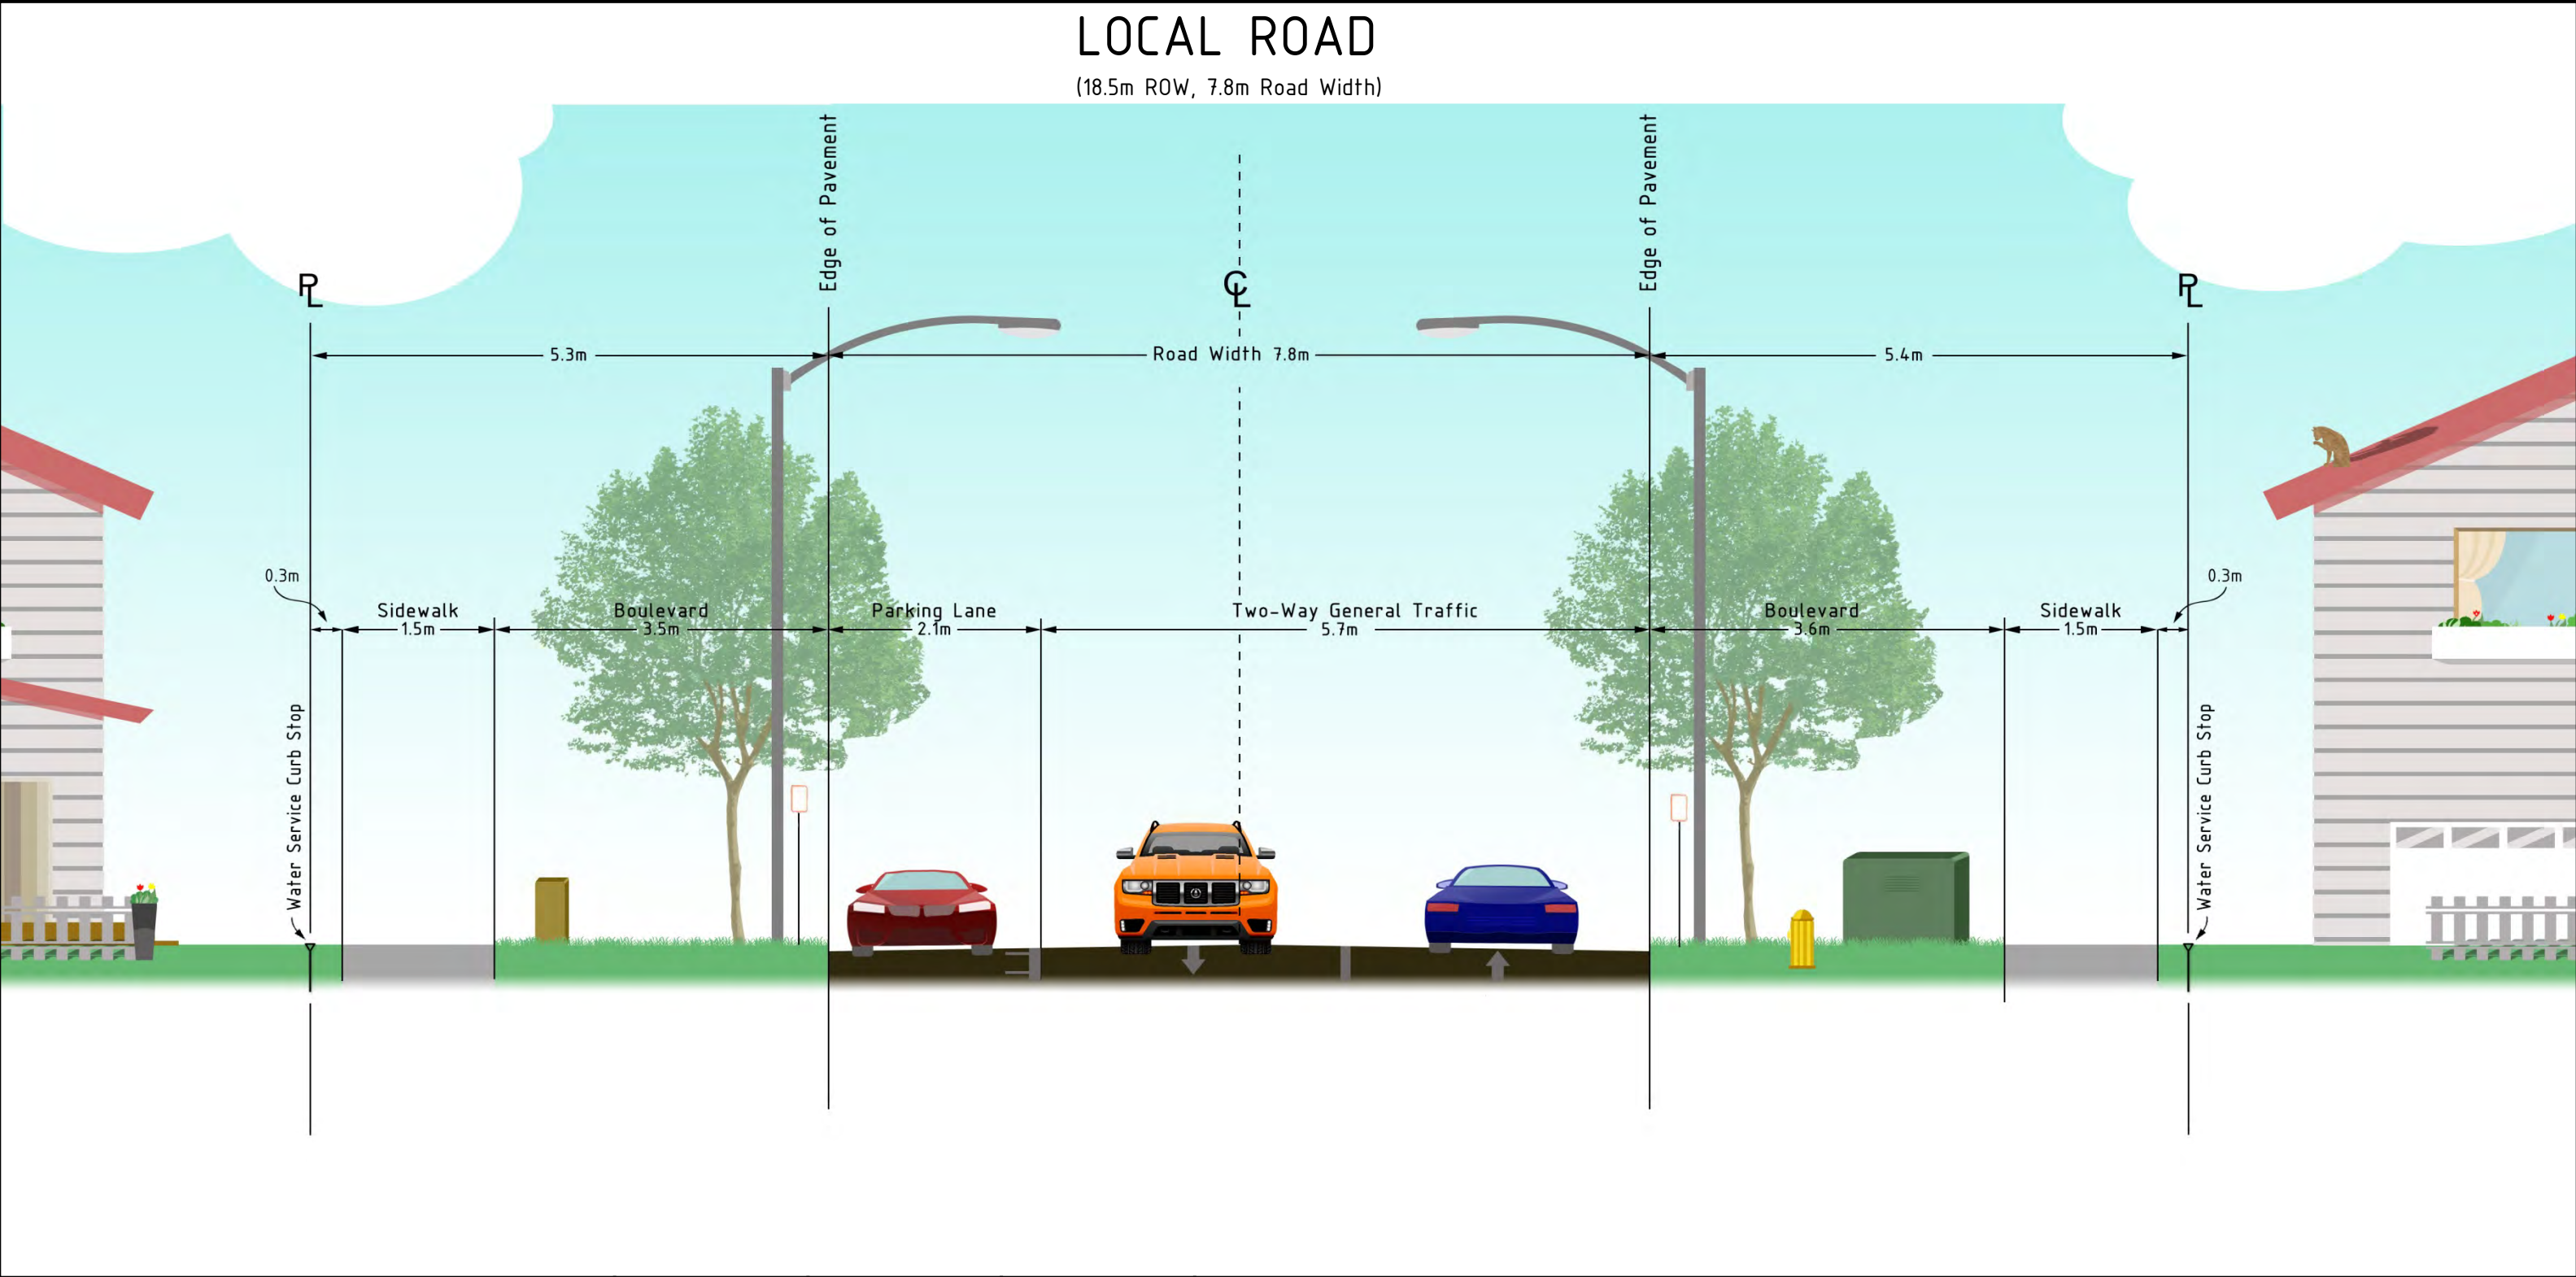 LOCAL ROAD
(18.5m ROW, 7.8m Road Width)
Edge of Pavement
Edge of Pavement
PL
CL
PL
5.3m
Road Width 7.8m
5.4m
0.3m
0.3m
Sidewalk
1.5m
Boulevard
3.5m
Parking Lane
2.1m
Two-Way General Traffic
5.7m
Boulevard
3.6m
Sidewalk
1.5m
Water Service Curb Stop
Water Service Curb Stop